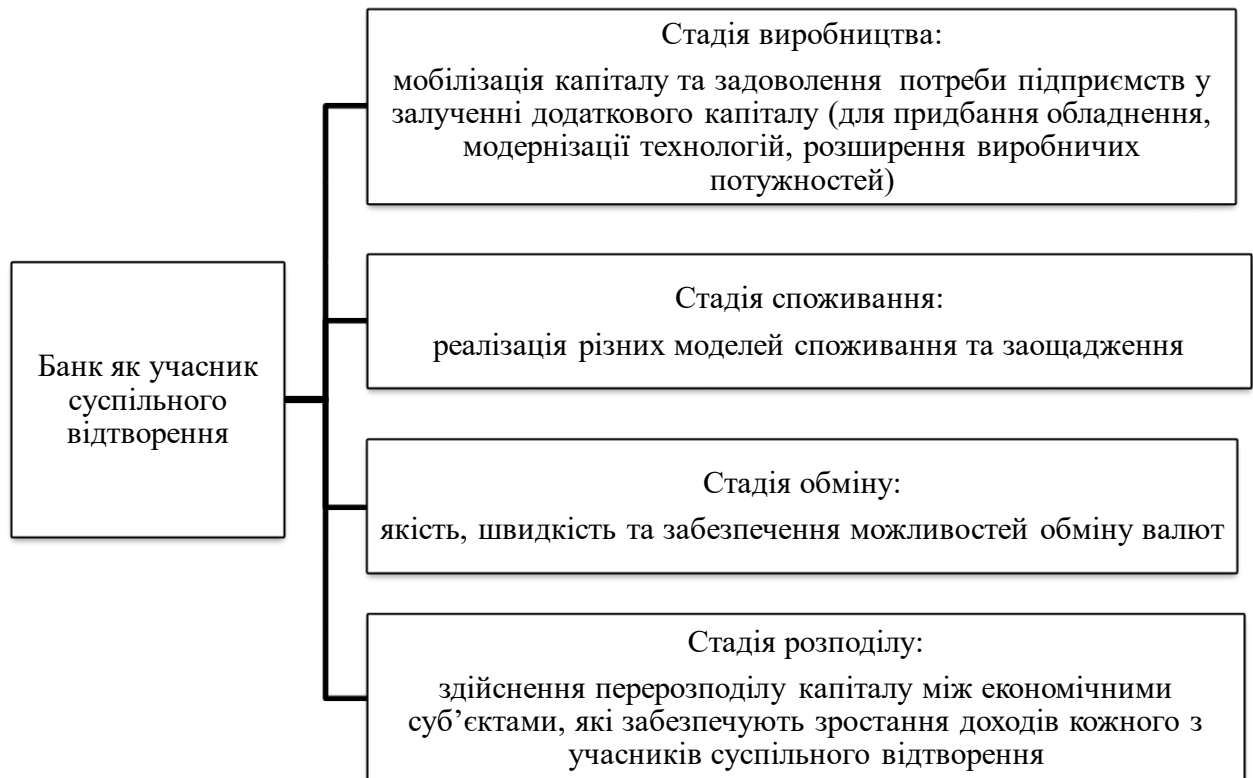 Стадія виробництва:
мобілізація капіталу та задоволення потреби підприємств у
залученні додаткового капіталу (для придбання обладнення,
модернізації технологій, розширення виробничих
потужностей)
Стадія споживання:
реалізація різних моделей споживання та заощадження
Банк як учасник
суспільного
відтворення
Стадія обміну:
якість, швидкість та забезпечення можливостей обміну валют
Стадія розподілу:
здійснення перерозподілу капіталу між економічними
суб’єктами, які забезпечують зростання доходів кожного з
учасників суспільного відтворення